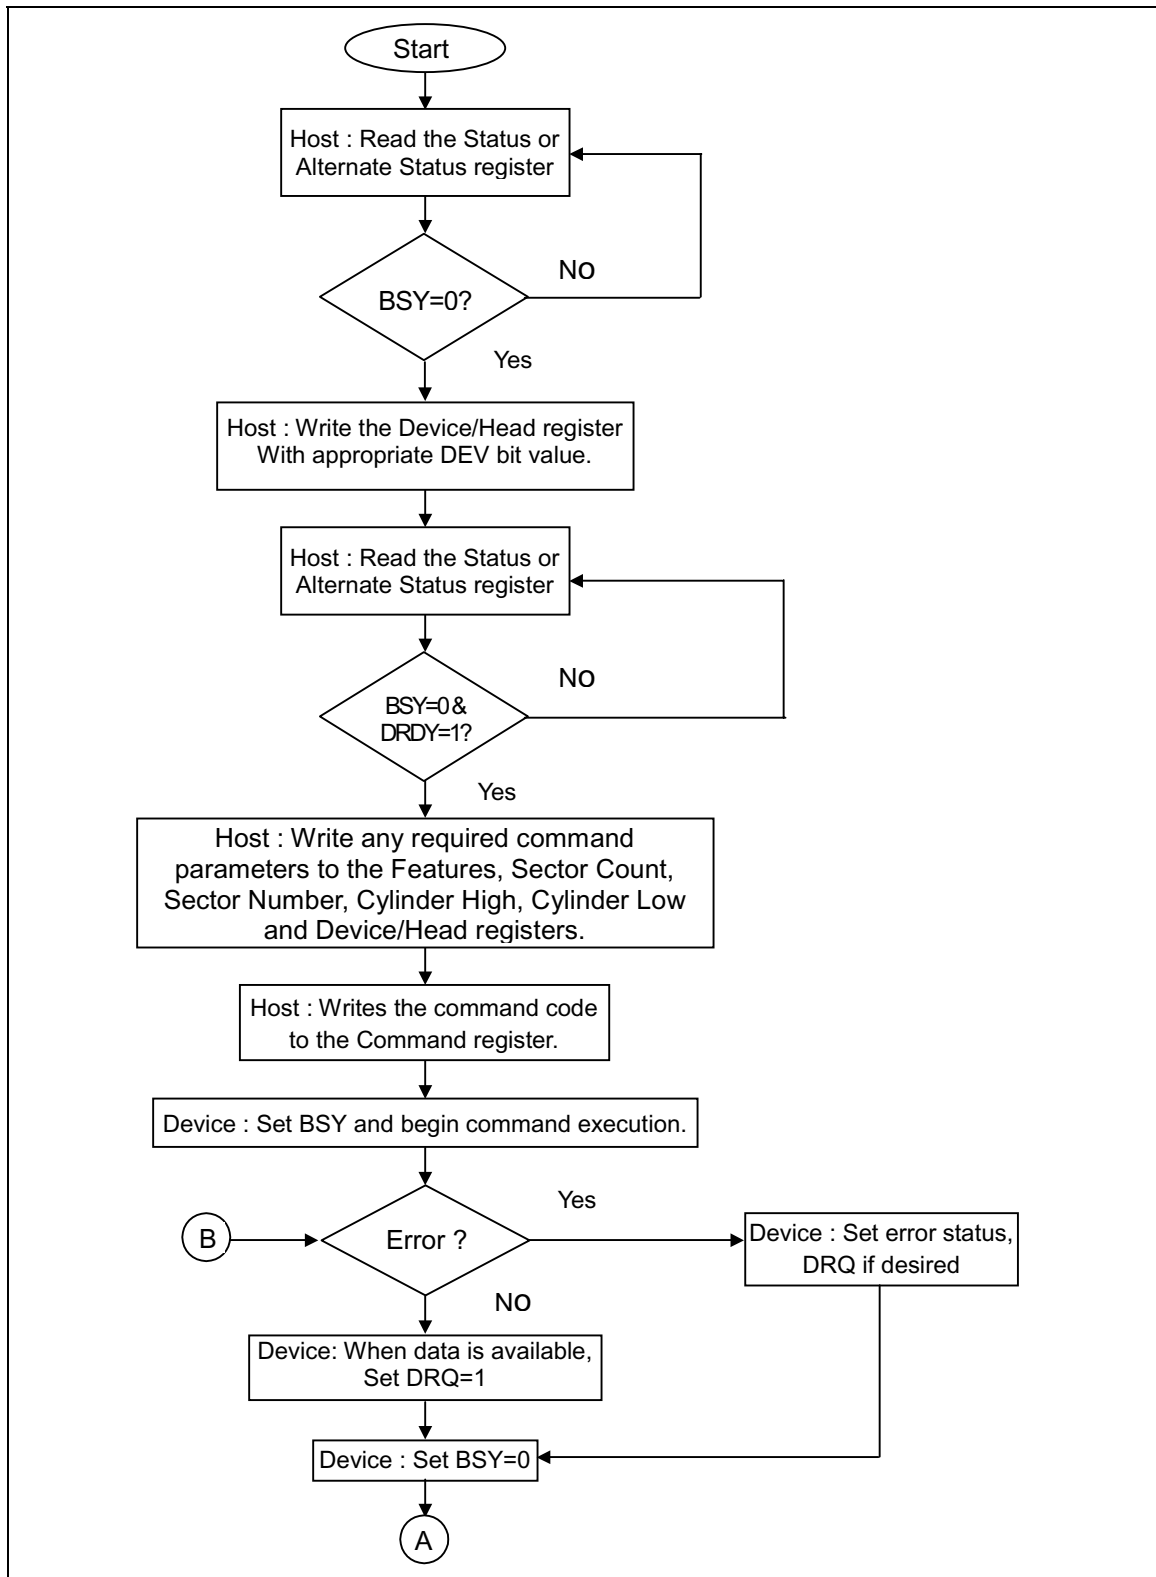 Start
Host : Read the Status or
Alternate Status register
No
BSY=0?
Yes
Host : Write the Device/Head register
With appropriate DEV bit value.
Host : Read the Status or
Alternate Status register
No
BSY=0 &
DRDY=1?
Yes
Host : Write any required command
parameters to the Features, Sector Count,
Sector Number, Cylinder High, Cylinder Low
and Device/Head registers.
Host : Writes the command code
to the Command register.
Device : Set BSY and begin command execution.
Yes
B
Error ?
Device : Set error status,
DRQ if desired
No
Device: When data is available,
Set DRQ=1
Device : Set BSY=0
A